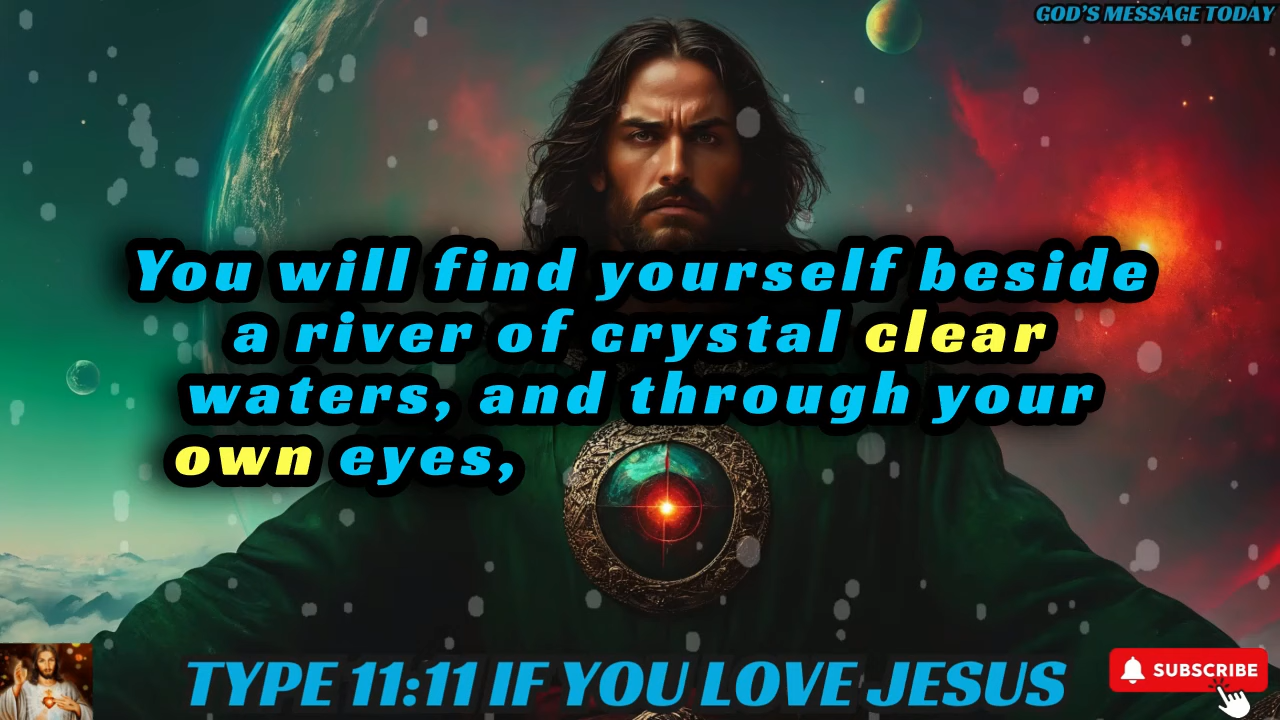 GOD'S MESSAGE TODAY
You will find yourself beside
a river of crystal clear
waters, and through your
own eyes,
TYPE 11:11 IF YOU LOVE JESUS
SUBSCRIBE